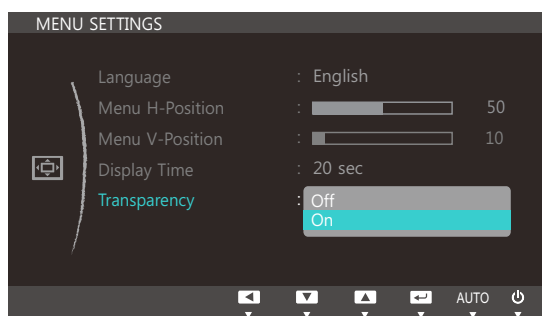 MENU SETTINGS
Language : English
Menu H-Position : 50
Menu V-Position : 10
Display Time : 20 sec
Transparency : Off
On
AUTO